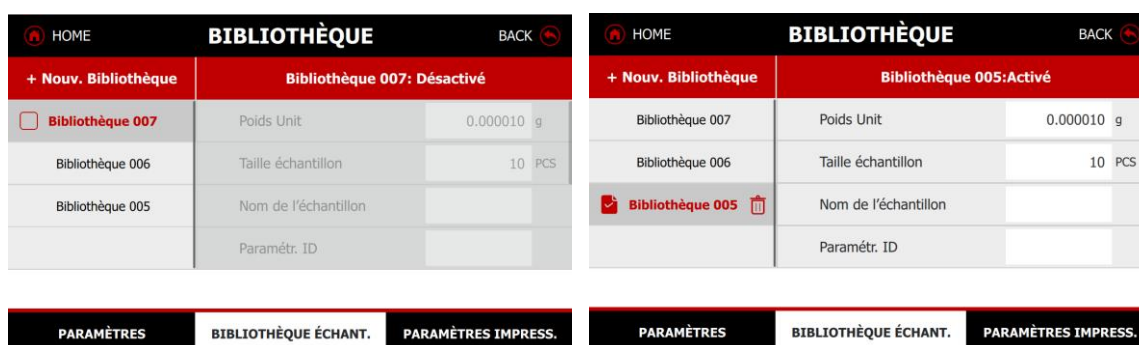 HOME BIBLIOTHÈQUE BACK
+ Nouv. Bibliothèque Bibliothèque 007: Désactivé
Bibliothèque 007 Poids Unit 0.000010 g
Bibliothèque 006 Taille échantillon 10 PCS
Bibliothèque 005 Nom de l'échantillon
Paramétr. ID
PARAMÈTRES BIBLIOTHÈQUE ÉCHANT. PARAMÈTRES IMPRESS.
HOME BIBLIOTHÈQUE BACK
+ Nouv. Bibliothèque Bibliothèque 005:Activé
Bibliothèque 007 Poids Unit 0.000010 g
Bibliothèque 006 Taille échantillon 10 PCS
Bibliothèque 005 Nom de l'échantillon
Paramétr. ID
PARAMÈTRES BIBLIOTHÈQUE ÉCHANT. PARAMÈTRES IMPRESS.